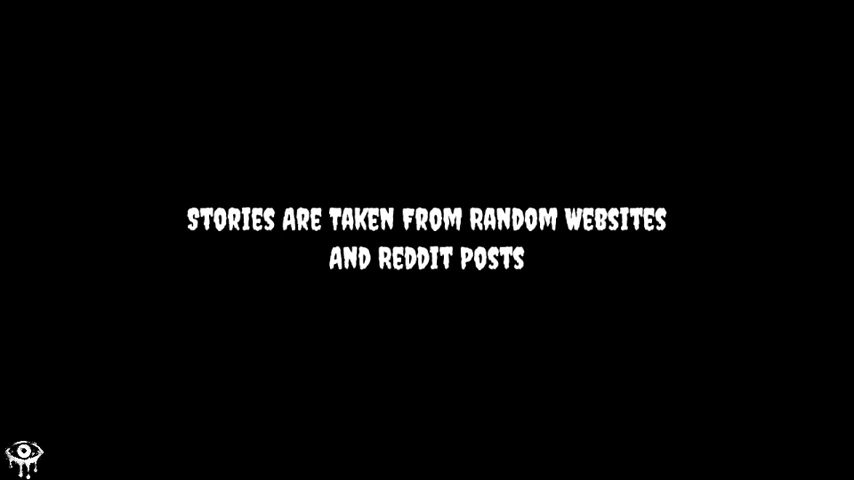 STORIES ARE TAKEN FROM RANDOM WEBSITES
AND REDDIT POSTS